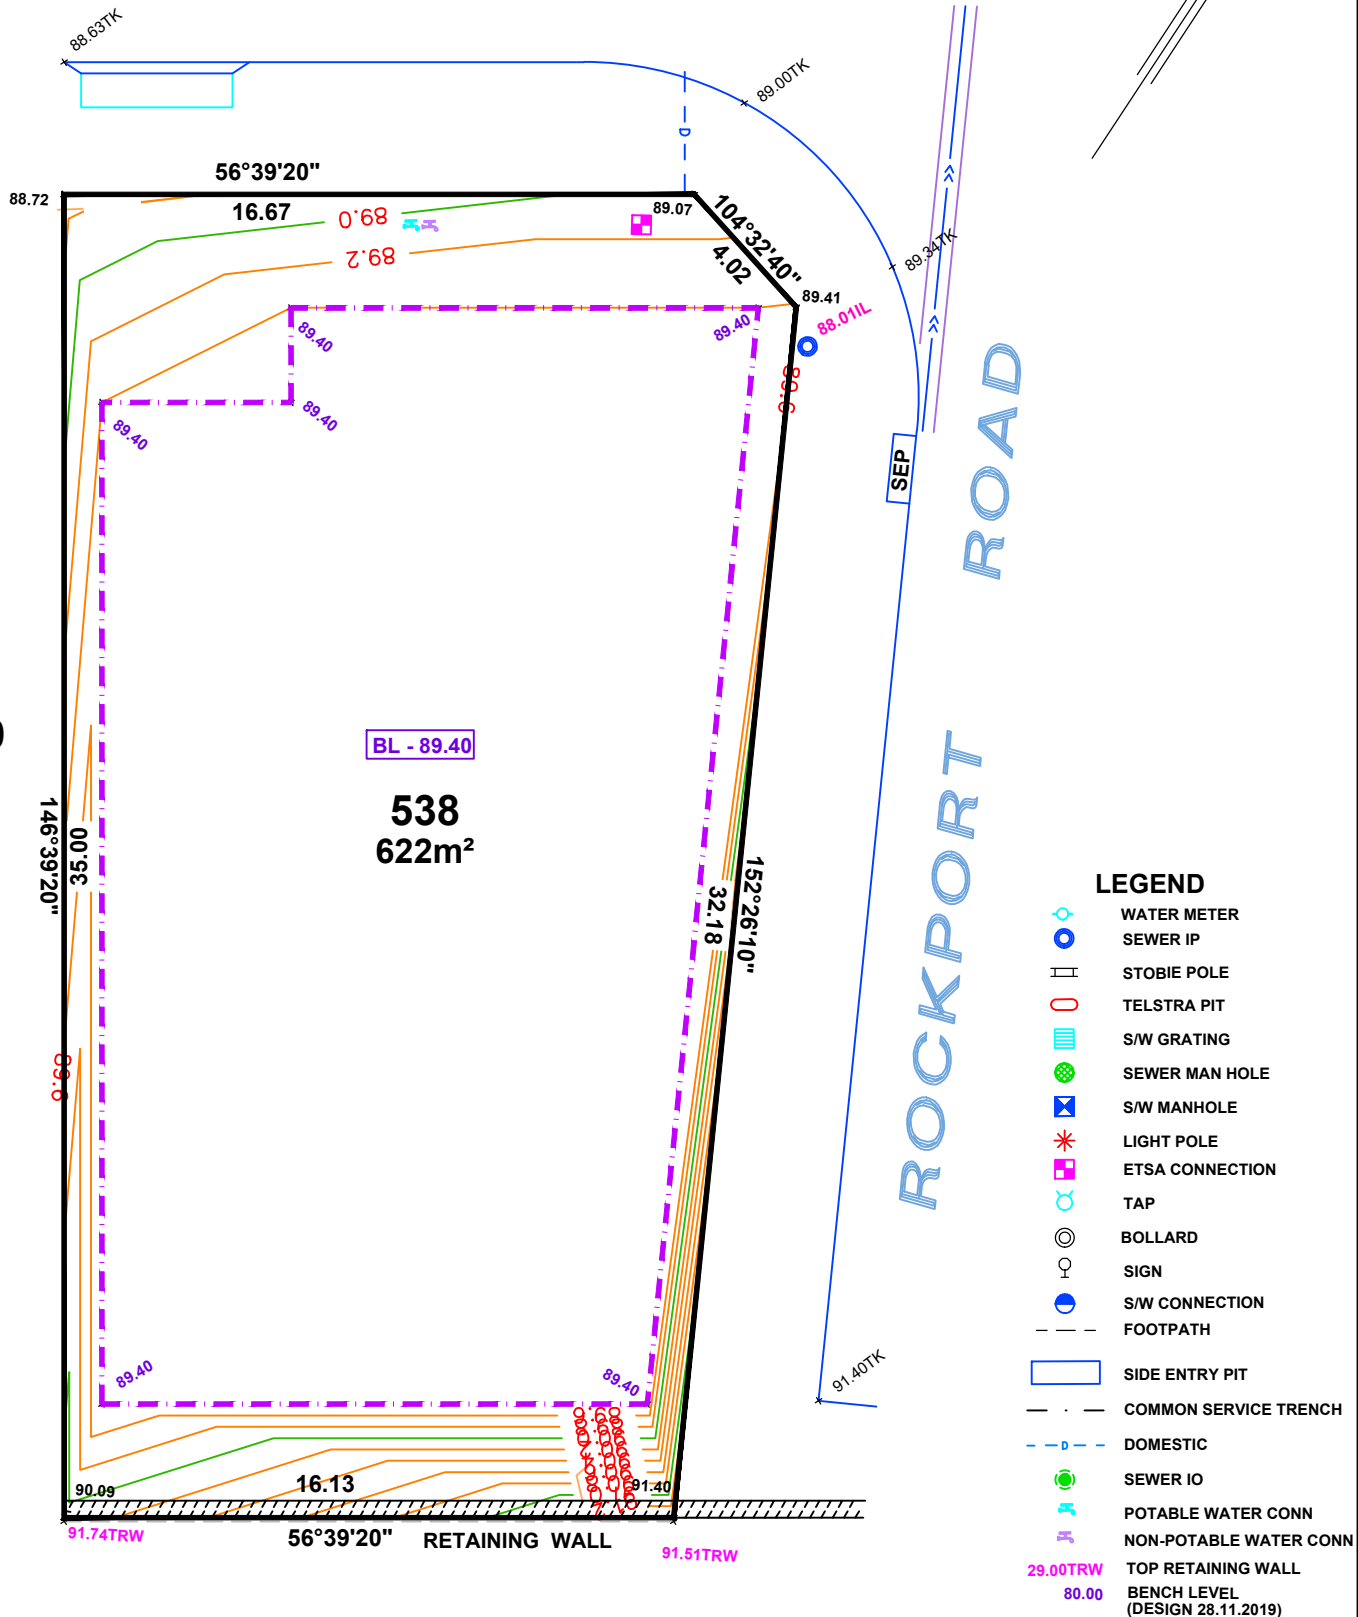 88.63TK
89.00TK
56°39'20"
88.72
16.67
89.0
89.07
104°32'40"
4.02
89.2
89.34TK
D
89.41
88.01IL
89.40
89.40
89.40
89.40
89.6
SEP
ROCKPORT ROAD
BL - 89.40
538
622m²
146°39'20"
35.00
152°26'10"
32.18
89.6
89.40
89.40
91.40TK
90.09
16.13
91.40
91.74TRW
56°39'20" RETAINING WALL
91.51TRW
LEGEND
WATER METER
SEWER IP
STOBIE POLE
TELSTRA PIT
S/W GRATING
SEWER MAN HOLE
S/W MANHOLE
LIGHT POLE
ETSA CONNECTION
TAP
BOLLARD
SIGN
S/W CONNECTION
FOOTPATH
SIDE ENTRY PIT
COMMON SERVICE TRENCH
D DOMESTIC
SEWER IO
POTABLE WATER CONN
NON-POTABLE WATER CONN
29.00TRW TOP RETAINING WALL
80.00 BENCH LEVEL
(DESIGN 28.11.2019)